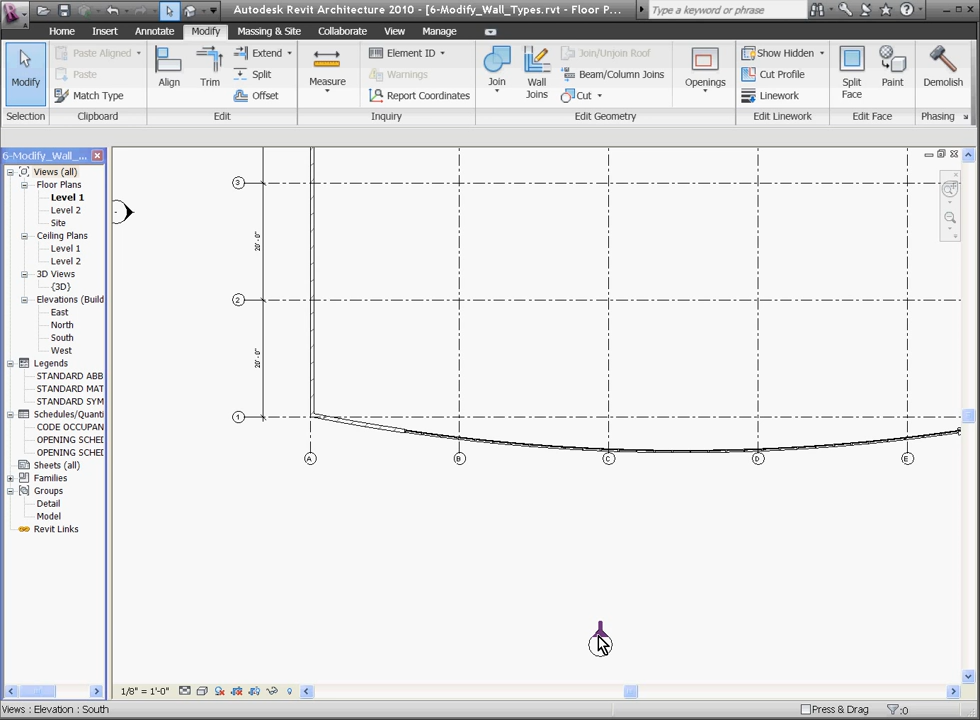 Autodesk Revit Architecture 2010 - [6-Modify_Wall_Types.rvt - Floor P...
Type a keyword or phrase
Home Insert Annotate Modify Massing & Site Collaborate View Manage
Modify
Selection
Paste Aligned
Paste
Match Type
Clipboard
Align
Trim
Extend
Split
Offset
Edit
Measure
Element ID
Warnings
Report Coordinates
Inquiry
Join
Wall
Joins
Join/Unjoin Roof
Beam/Column Joins
Cut
Openings
Edit Geometry
Show Hidden
Cut Profile
Linework
Edit Linework
Split
Face
Paint
Edit Face
Demolish
Phasing
6-Modify_Wall_...
Views (all)
Floor Plans
Level 1
Level 2
Site
Ceiling Plans
Level 1
Level 2
3D Views
{3D}
Elevations (Build
East
North
South
West
Legends
STANDARD ABB
STANDARD MAT
STANDARD SYM
Schedules/Quanti
CODE OCCUPAN
OPENING SCHED
OPENING SCHED
Sheets (all)
Families
Groups
Detail
Model
Revit Links
3
20' - 0"
2
20' - 0"
1
A B C D E
1/8" = 1'-0"
Views : Elevation : South
Press & Drag
:0